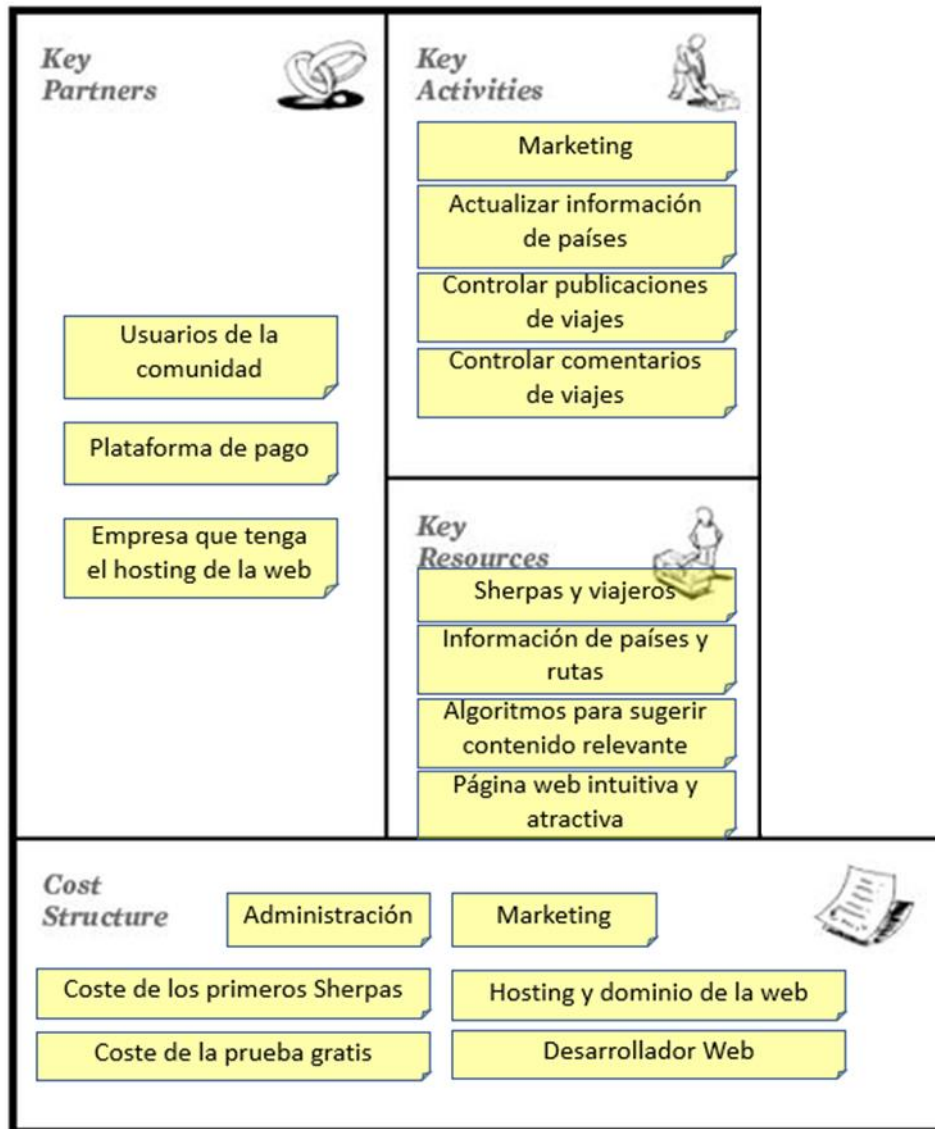 Key
Partners
Usuarios de la
comunidad
Plataforma de pago
Empresa que tenga
el hosting de la web
Key
Activities
Marketing
Actualizar información
de países
Controlar publicaciones
de viajes
Controlar comentarios
de viajes
Key
Resources
Sherpas y viajeros
Información de países y
rutas
Algoritmos para sugerir
contenido relevante
Página web intuitiva y
atractiva
Cost
Structure
Administración
Marketing
Coste de los primeros Sherpas
Hosting y dominio de la web
Coste de la prueba gratis
Desarrollador Web